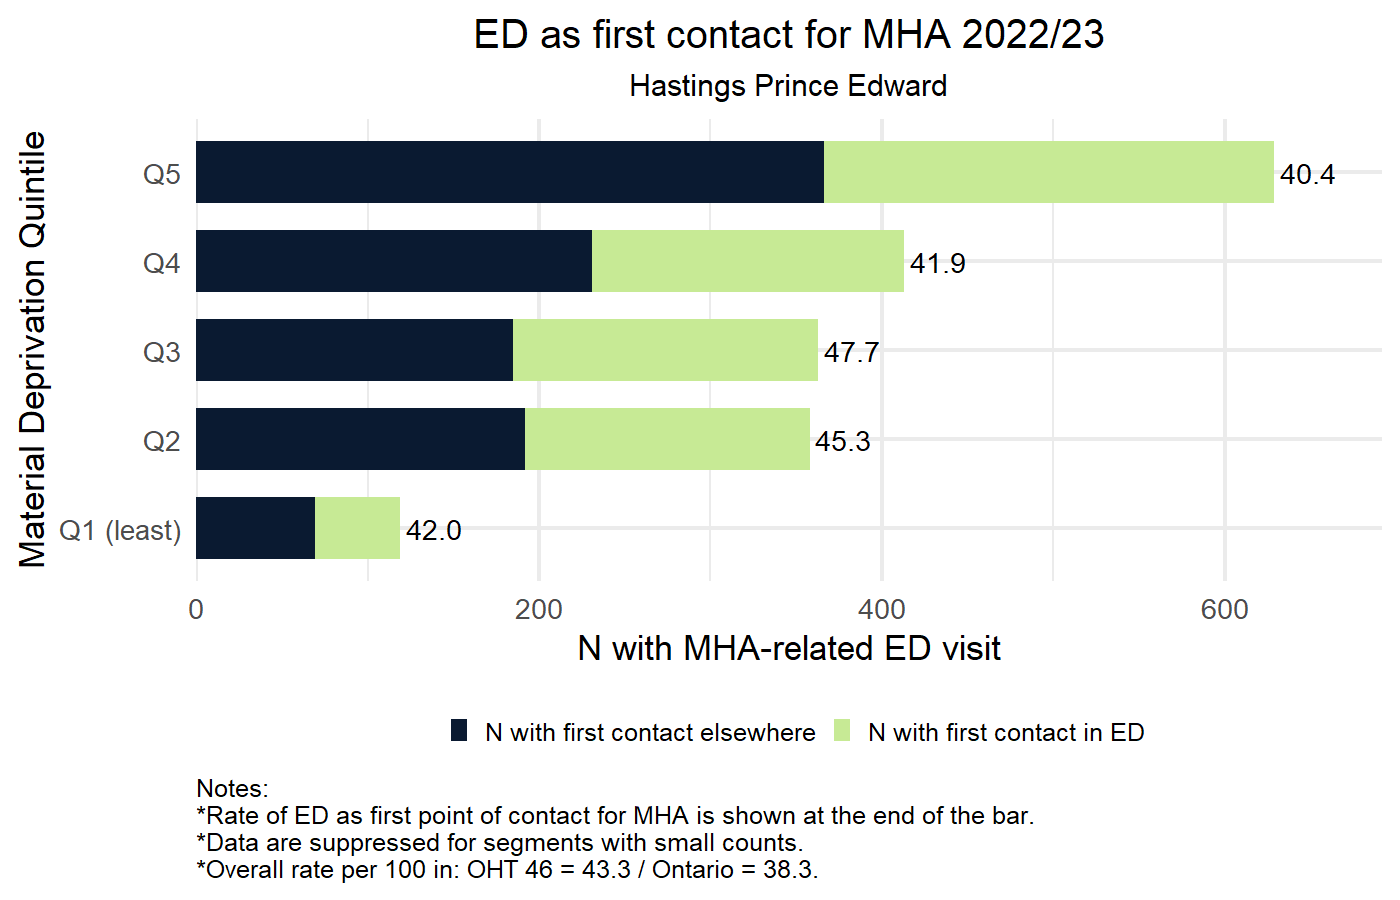 ED as first contact for MHA 2022/23
Hastings Prince Edward
Material Deprivation Quintile
Q5
40.4
Q4
41.9
Q3
47.7
Q2
45.3
Q1 (least)
42.0
0
200
400
600
N with MHA-related ED visit
N with first contact elsewhere
N with first contact in ED
Notes:
*Rate of ED as first point of contact for MHA is shown at the end of the bar.
*Data are suppressed for segments with small counts.
*Overall rate per 100 in: OHT 46 = 43.3 / Ontario = 38.3.